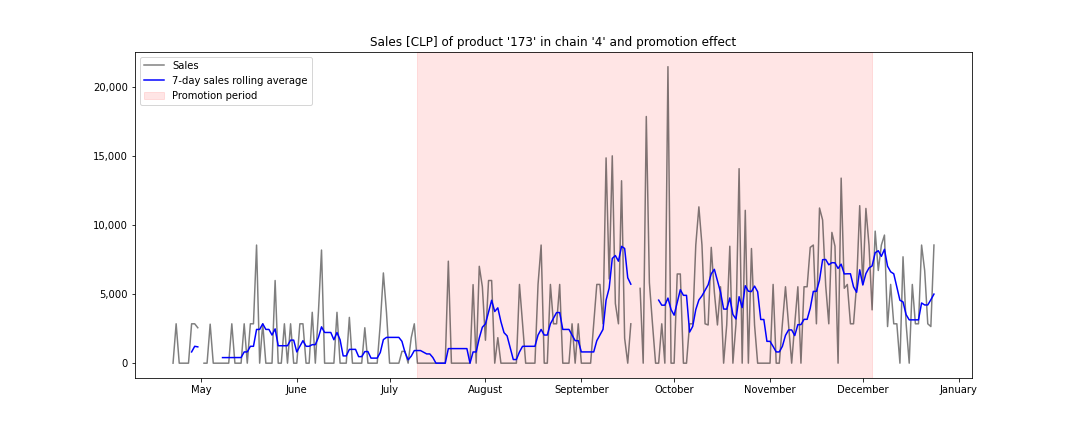 Sales [CLP] of product '173' in chain '4' and promotion effect
Sales
7-day sales rolling average
Promotion period
20,000
15,000
10,000
5,000
0
May June July August September October November December January